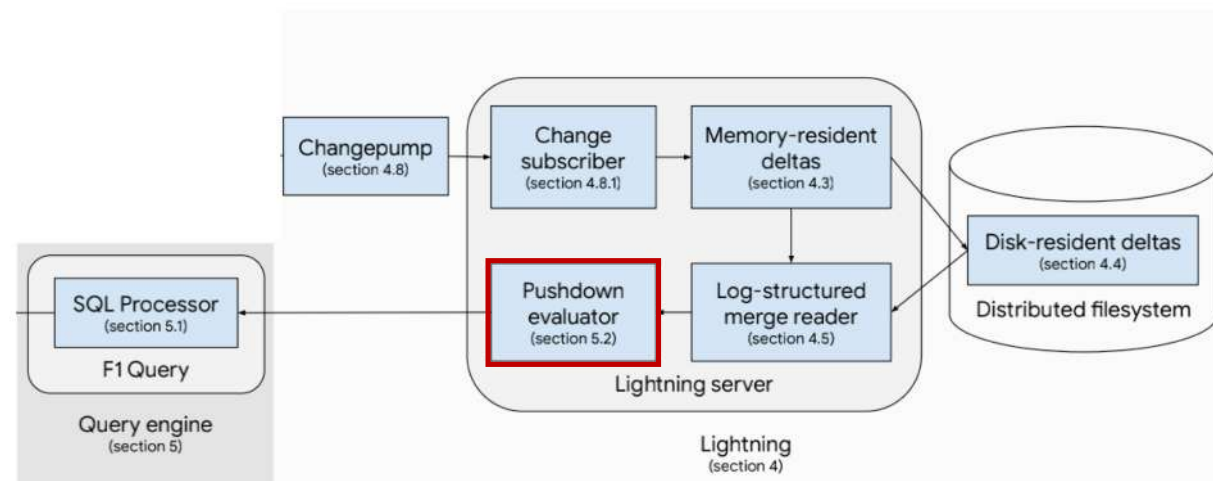 Changepump
(section 4.8)
Change
subscriber
(section 4.8.1)
Memory-resident
deltas
(section 4.3)
Disk-resident deltas
(section 4.4)
Distributed filesystem
SQL Processor
(section 5.1)
F1 Query
Query engine
(section 5)
Pushdown
evaluator
(section 5.2)
Log-structured
merge reader
(section 4.5)
Lightning server
Lightning
(section 4)